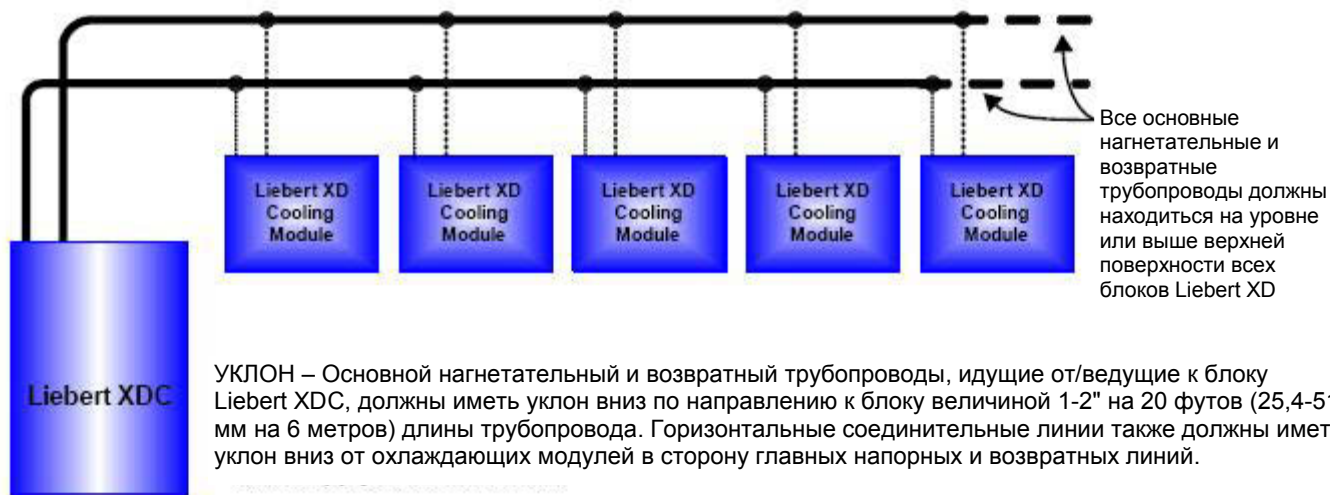 Все основные
нагнетательные и
возвратные
трубопроводы должны
находиться на уровне
или выше верхней
поверхности всех
блоков Liebert XD
Liebert XD
Cooling
Module
Liebert XD
Cooling
Module
Liebert XD
Cooling
Module
Liebert XD
Cooling
Module
Liebert XD
Cooling
Module
Liebert XDC
УКЛОН – Основной нагнетательный и возвратный трубопроводы, идущие от/ведущие к блоку
Liebert XDC, должны иметь уклон вниз по направлению к блоку величиной 1-2" на 20 футов (25,4-51
мм на 6 метров) длины трубопровода. Горизонтальные соединительные линии также должны имет
уклон вниз от охлаждающих модулей в сторону главных напорных и возвратных линий.